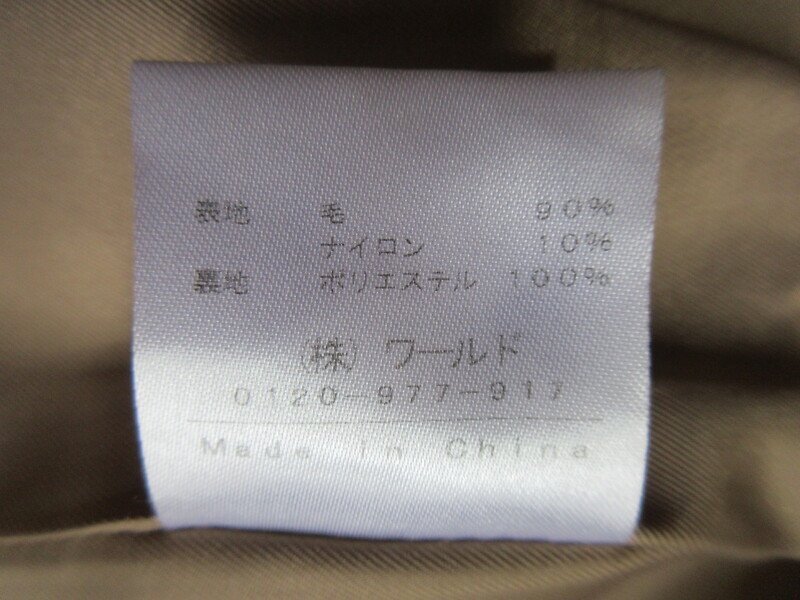 表地 毛 90%
ナイロン 10%
裏地 ポリエステル 100%
(株) ワールド
0120-977-917
Made in China